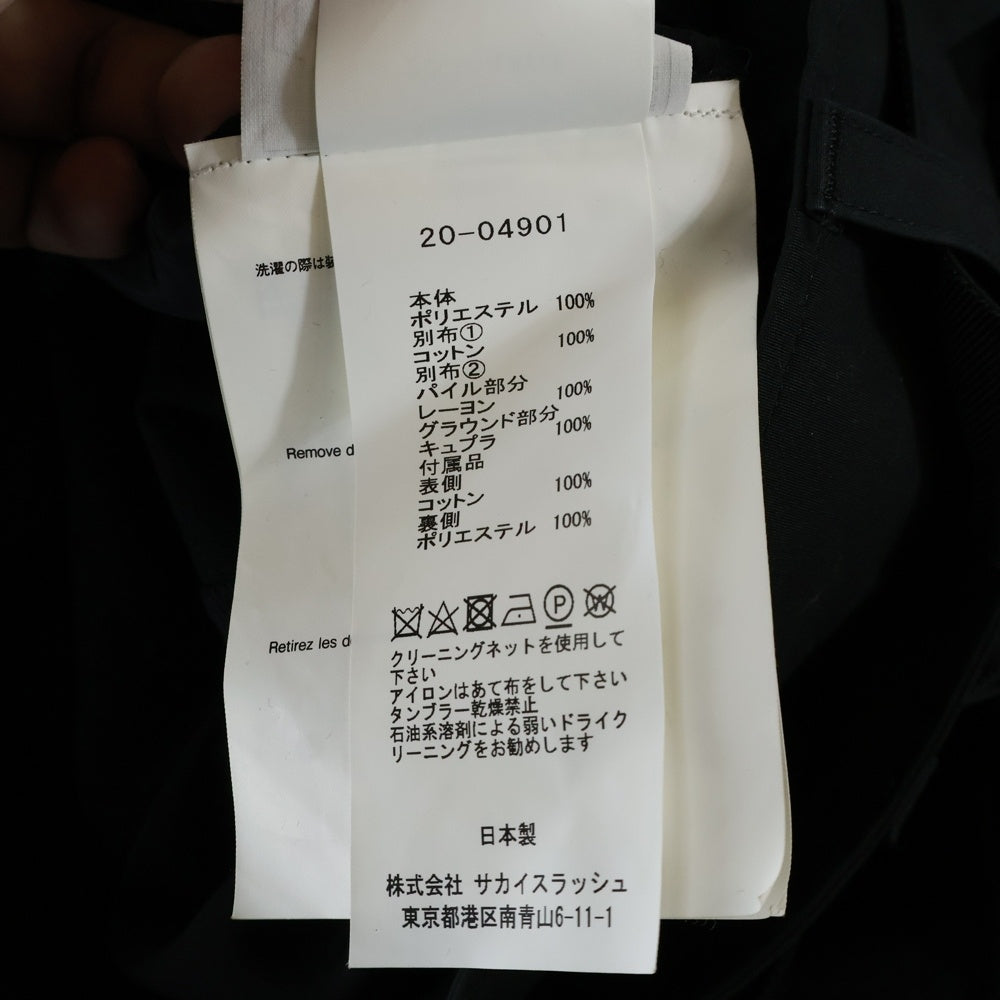 20-04901
本体
ポリエステル 100%
別布①
コットン 100%
別布②
パイル部分
レーヨン 100%
グラウンド部分
キュプラ 100%
付属品
表側
コットン 100%
裏側
ポリエステル 100%
P W
クリーニングネットを使用して
下さい
アイロンはあて布をして下さい
タンブラー乾燥禁止
石油系溶剤による弱いドライク
リーニングをお勧めします
日本製
株式会社 サカイスラッシュ
東京都港区南青山6-11-1
洗濯の際は装
Remove d
Retirez les d